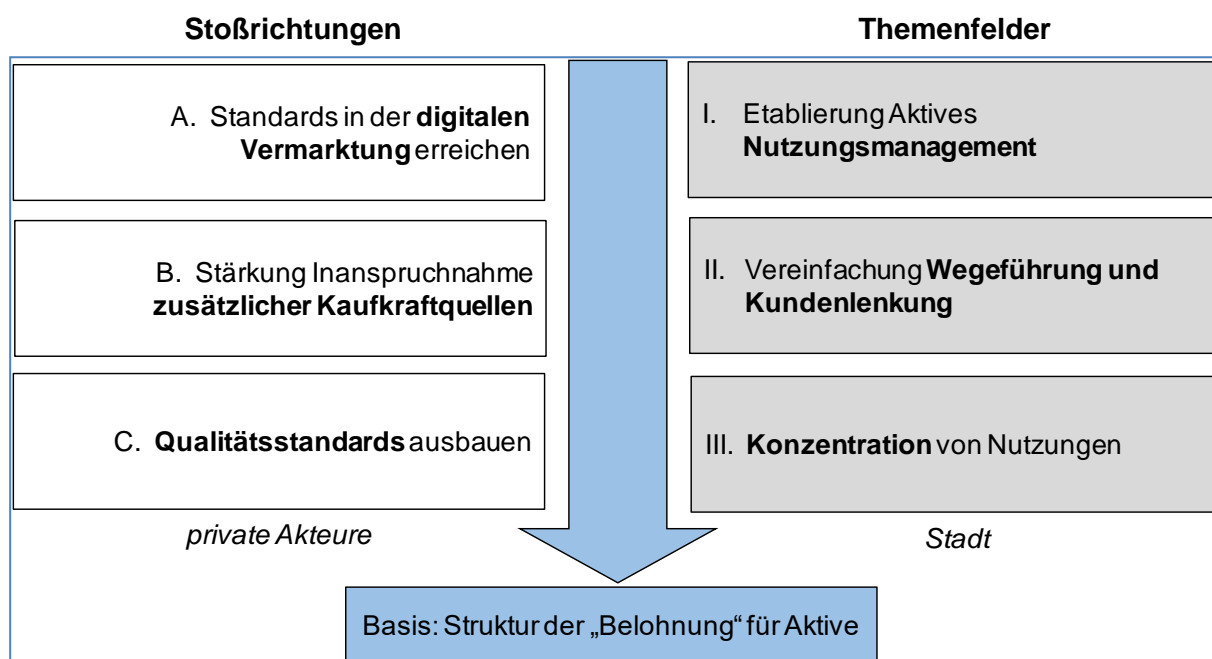 Stoßrichtungen
Themenfelder
A. Standards in der digitalen
Vermarktung erreichen
I. Etablierung Aktives
Nutzungsmanagement
B. Stärkung Inanspruchnahme
zusätzlicher Kaufkraftquellen
II. Vereinfachung Wegeführung und
Kundenlenkung
C. Qualitätsstandards ausbauen
III. Konzentration von Nutzungen
private Akteure
Stadt
Basis: Struktur der „Belohnung“ für Aktive